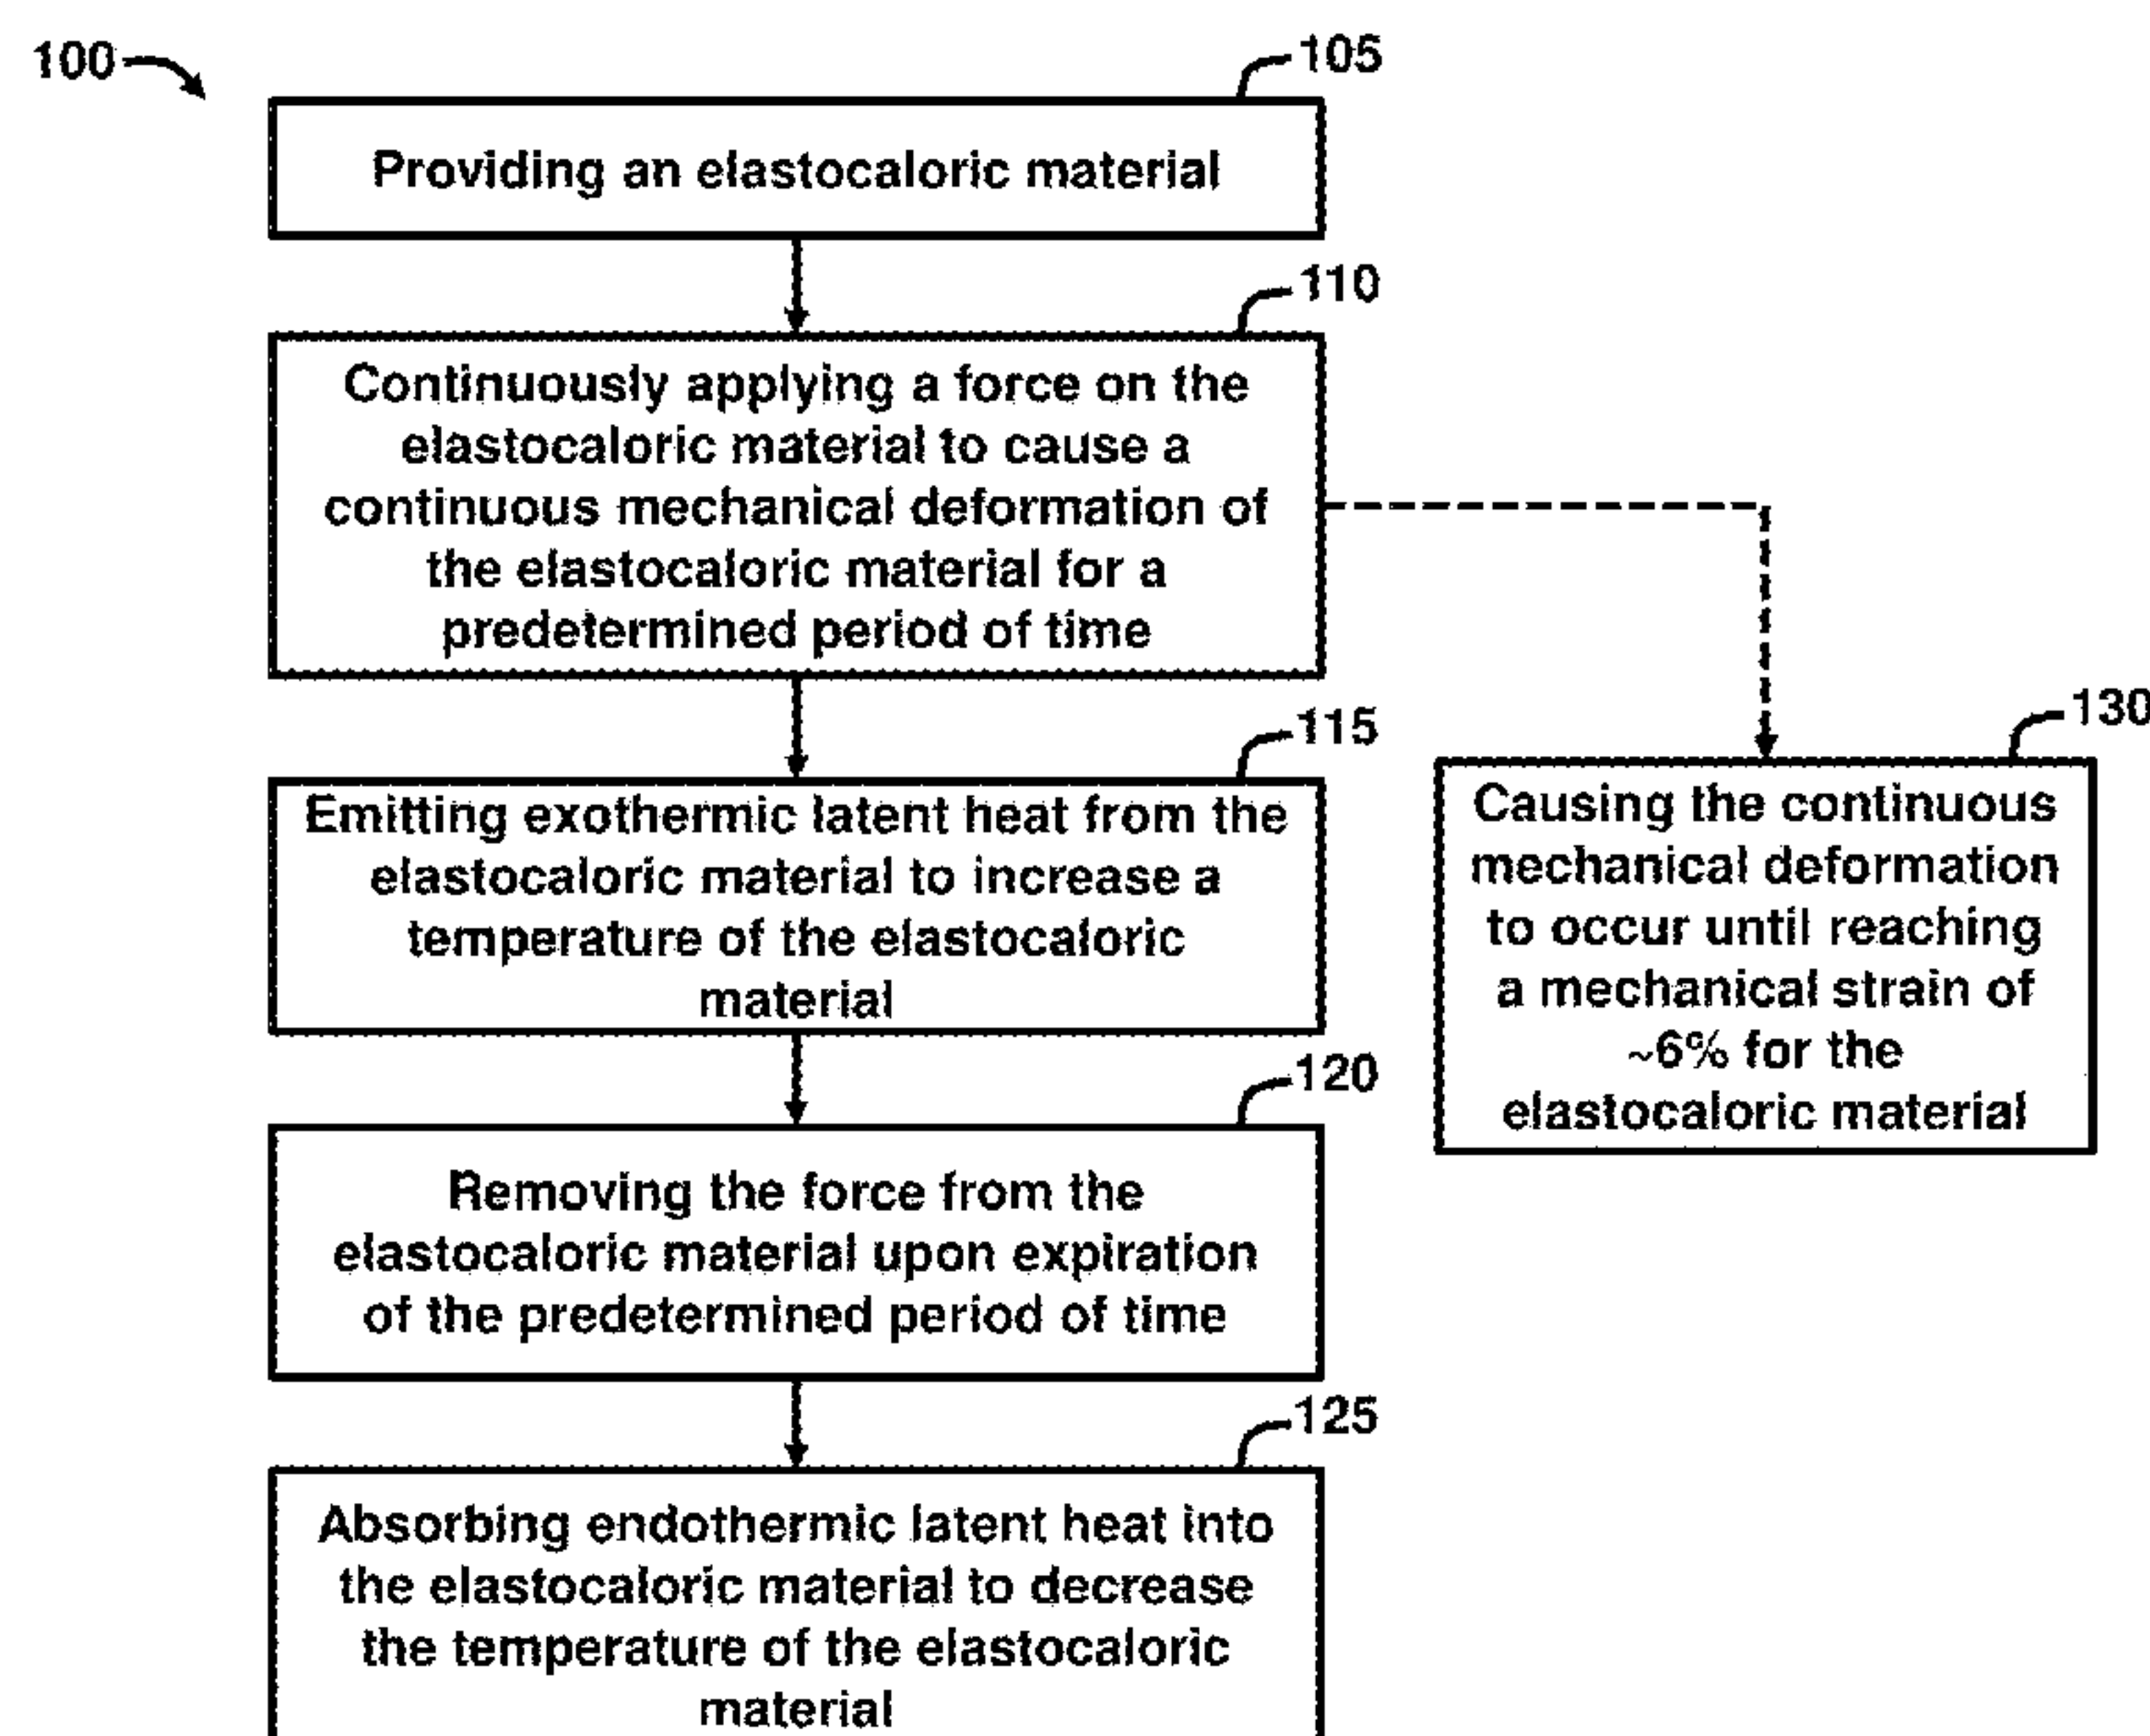 100
105
Providing an elastocaloric material
110
Continuously applying a force on the
elastocaloric material to cause a
continuous mechanical deformation of
the elastocaloric material for a
predetermined period of time
115
Emitting exothermic latent heat from the
elastocaloric material to increase a
temperature of the elastocaloric
material
130
Causing the continuous
mechanical deformation
to occur until reaching
a mechanical strain of
~6% for the
elastocaloric material
120
Removing the force from the
elastocaloric material upon expiration
of the predetermined period of time
125
Absorbing endothermic latent heat into
the elastocaloric material to decrease
the temperature of the elastocaloric
material